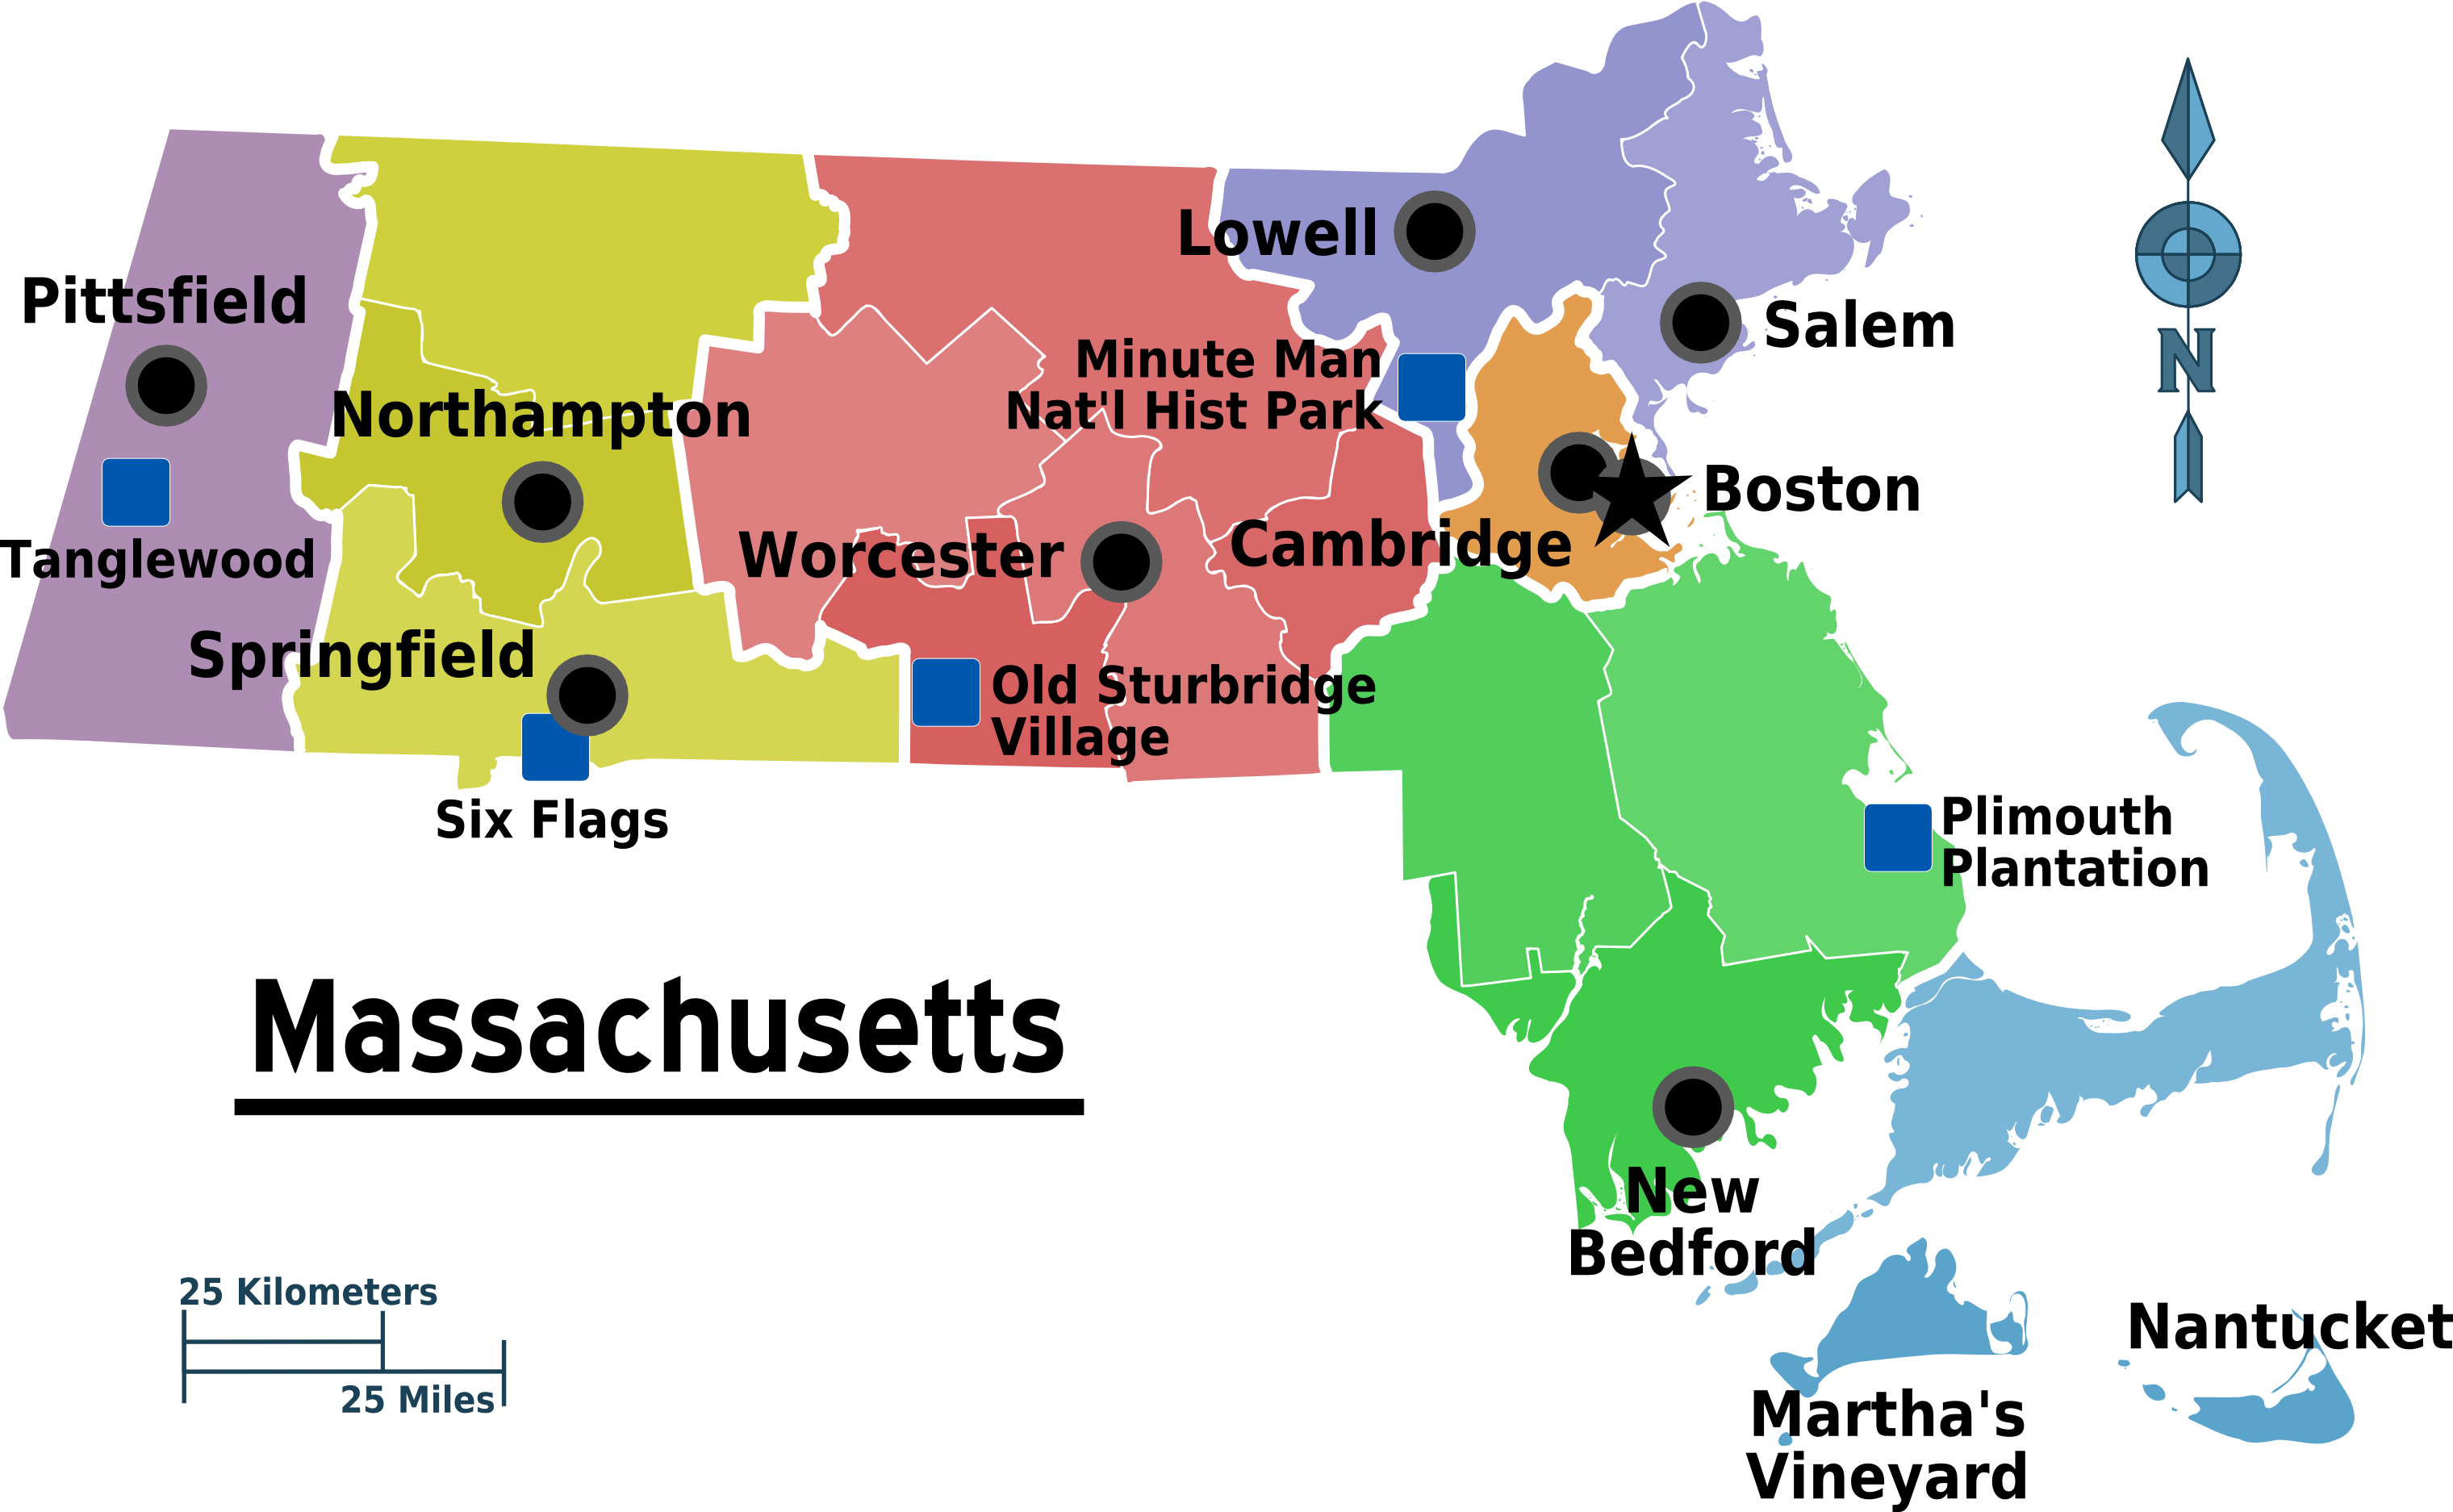 Lowell
Pittsfield
Salem
Minute Man
Nat'l Hist Park
Northampton
Boston
Worcester
Cambridge
Tanglewood
Springfield
Old Sturbridge
Village
Six Flags
Plimouth
Plantation
N
Massachusetts
New
Bedford
25 Kilometers
25 Miles
Nantucket
Martha's
Vineyard